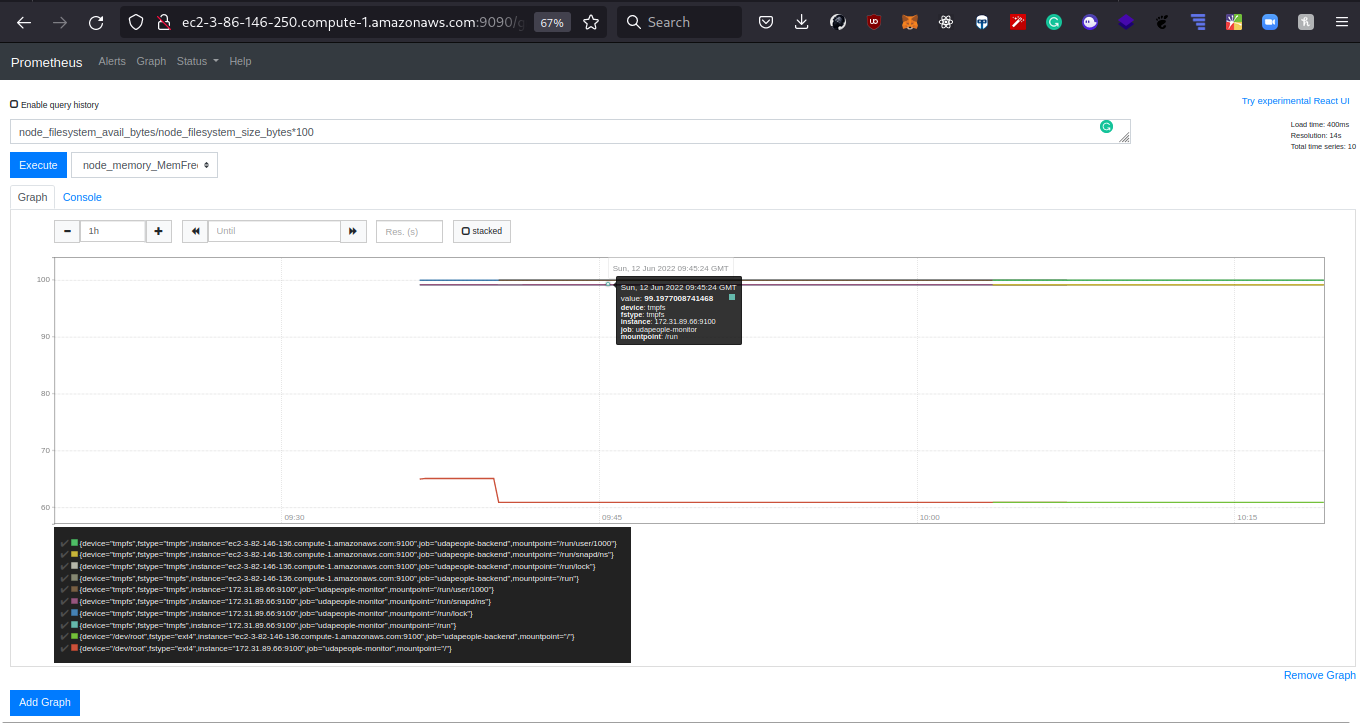 ec2-3-86-146-250.compute-1.amazonaws.com:9090/g
67%
Search
Prometheus Alerts Graph Status Help
Enable query history
Try experimental React UI
node_filesystem_avail_bytes/node_filesystem_size_bytes*100
Load time: 400ms
Resolution: 14s
Total time series: 10
Execute
node_memory_MemFre
Graph Console
1h
Until
Res. (s)
stacked
Sun, 12 Jun 2022 09:45:24 GMT
Sun, 12 Jun 2022 09:45:24 GMT
value: 99.1977008741468
device: tmpfs
fstype: tmpfs
instance: 172.31.89.66:9100
job: udapeople-monitor
mountpoint: /run
100
90
80
70
60
09:30
09:45
10:00
10:15
{device="tmpfs",fstype="tmpfs",instance="ec2-3-82-146-136.compute-1.amazonaws.com:9100",job="udapeople-backend",mountpoint="/run/user/1000"}
{device="tmpfs",fstype="tmpfs",instance="ec2-3-82-146-136.compute-1.amazonaws.com:9100",job="udapeople-backend",mountpoint="/run/snapd/ns"}
{device="tmpfs",fstype="tmpfs",instance="ec2-3-82-146-136.compute-1.amazonaws.com:9100",job="udapeople-backend",mountpoint="/run/lock"}
{device="tmpfs",fstype="tmpfs",instance="ec2-3-82-146-136.compute-1.amazonaws.com:9100",job="udapeople-backend",mountpoint="/run"}
{device="tmpfs",fstype="tmpfs",instance="172.31.89.66:9100",job="udapeople-monitor",mountpoint="/run/user/1000"}
{device="tmpfs",fstype="tmpfs",instance="172.31.89.66:9100",job="udapeople-monitor",mountpoint="/run/snapd/ns"}
{device="tmpfs",fstype="tmpfs",instance="172.31.89.66:9100",job="udapeople-monitor",mountpoint="/run/lock"}
{device="tmpfs",fstype="tmpfs",instance="172.31.89.66:9100",job="udapeople-monitor",mountpoint="/run"}
{device="/dev/root",fstype="ext4",instance="ec2-3-82-146-136.compute-1.amazonaws.com:9100",job="udapeople-backend",mountpoint="/"}
{device="/dev/root",fstype="ext4",instance="172.31.89.66:9100",job="udapeople-monitor",mountpoint="/"}
Remove Graph
Add Graph